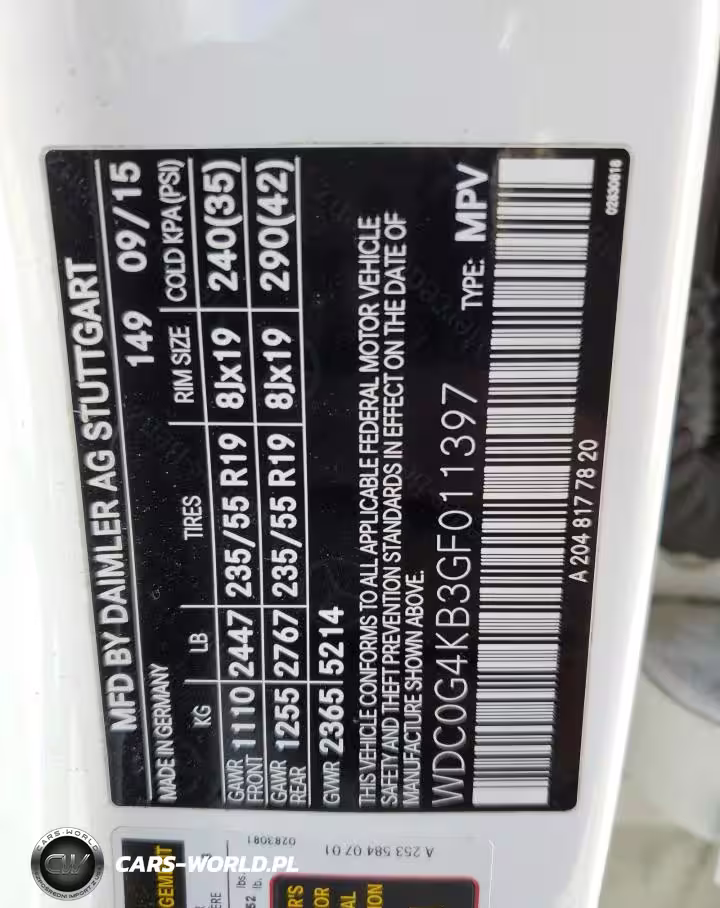 MFD BY DAIMLER AG STUTTGART
MADE IN GERMANY 149 09/15
KG LB TIRES RIM SIZE COLD KPA (PSI)
GAWR FRONT 1110 2447 235/55 R19 8Jx19 240(35)
GAWR REAR 1255 2767 235/55 R19 8Jx19 290(42)
GVWR 2365 5214
THIS VEHICLE CONFORMS TO ALL APPLICABLE FEDERAL MOTOR VEHICLE
SAFETY AND THEFT PREVENTION STANDARDS IN EFFECT ON THE DATE OF
MANUFACTURE SHOWN ABOVE.
WDC0G4KB3GF011397 TYPE: MPV
A 204 817 78 20
02630616
0283081
A 253 584 07 01
CARS-WORLD
CW
CARS-WORLD.PL